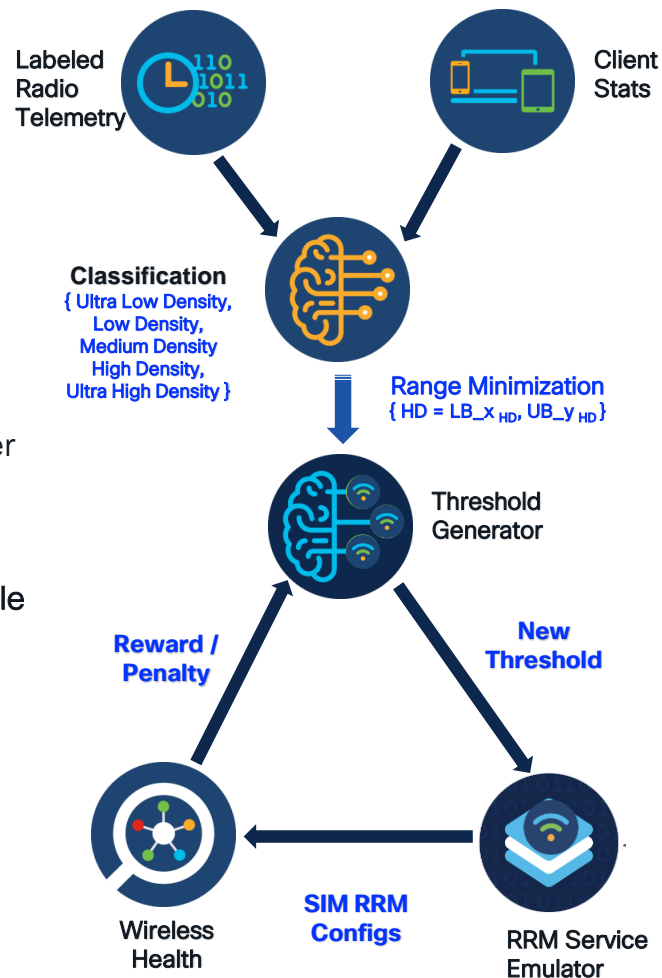 Labeled
Radio
Telemetry
110
1011
010
Client
Stats
Classification
{ Ultra Low Density,
Low Density,
Medium Density
High Density,
Ultra High Density }
Range Minimization
{ HD = LB_x HD, UB_y HD }
er
Threshold
Generator
le
Reward /
Penalty
New
Threshold
SIM RRM
Configs
Wireless
Health
RRM Service
Emulator